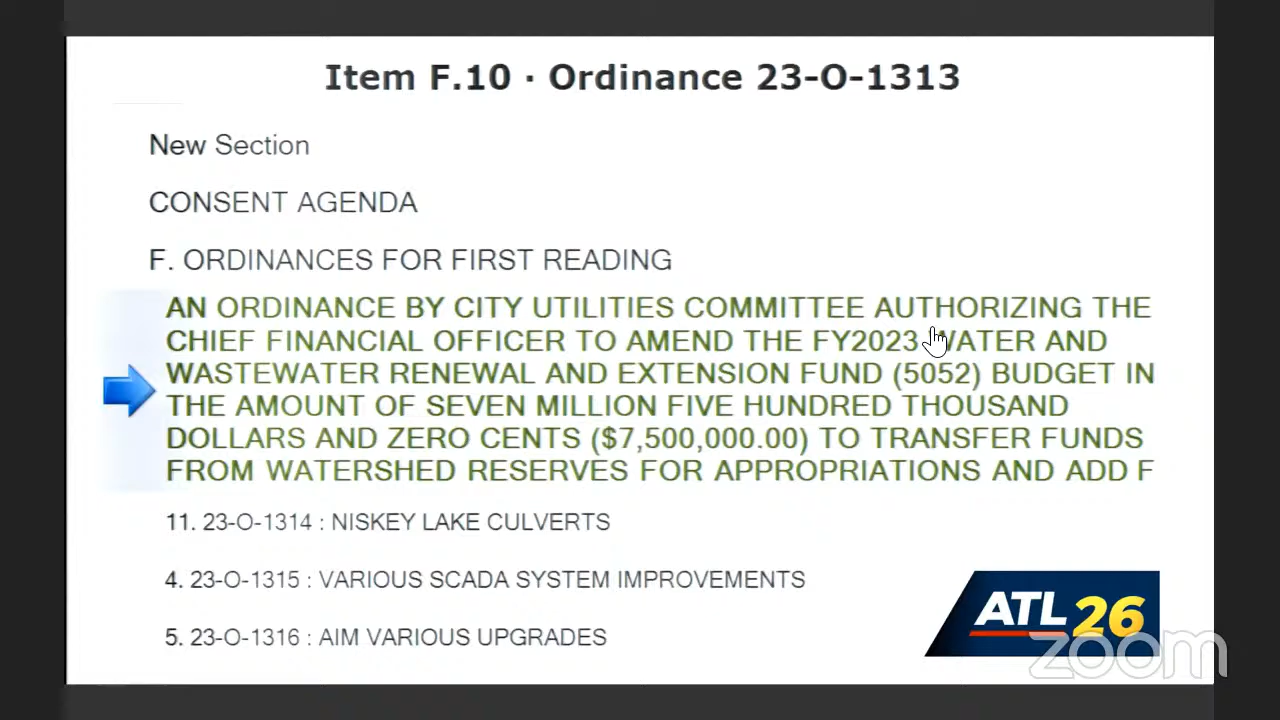 Item F.10 · Ordinance 23-O-1313
New Section
CONSENT AGENDA
F. ORDINANCES FOR FIRST READING
AN ORDINANCE BY CITY UTILITIES COMMITTEE AUTHORIZING THE
CHIEF FINANCIAL OFFICER TO AMEND THE FY2023 WATER AND
WASTEWATER RENEWAL AND EXTENSION FUND (5052) BUDGET IN
THE AMOUNT OF SEVEN MILLION FIVE HUNDRED THOUSAND
DOLLARS AND ZERO CENTS ($7,500,000.00) TO TRANSFER FUNDS
FROM WATERSHED RESERVES FOR APPROPRIATIONS AND ADD F
11. 23-O-1314 : NISKEY LAKE CULVERTS
4. 23-O-1315 : VARIOUS SCADA SYSTEM IMPROVEMENTS
5. 23-O-1316 : AIM VARIOUS UPGRADES
ATL 26
zoom